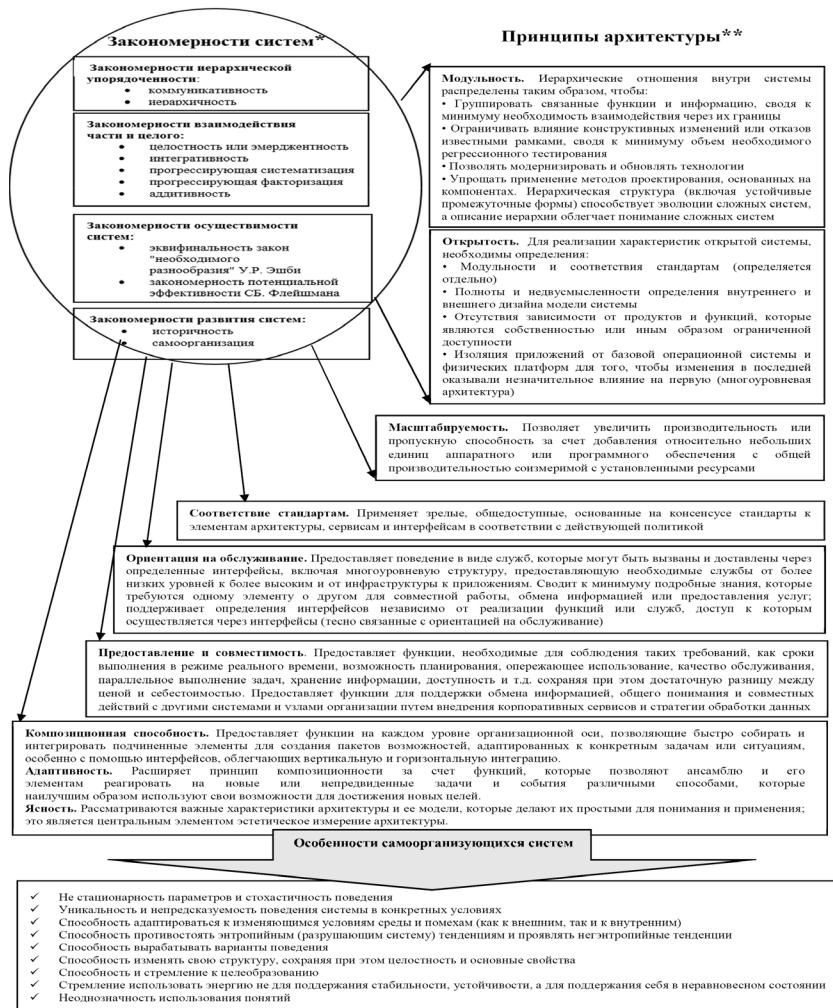 Закономерности систем*
Закономерности иерархической
упорядоченности:
• коммуникативность
• иерархичность
Закономерности взаимодействия
части и целого:
• целостность или эмерджентность
• интегративность
• прогрессирующая систематизация
• прогрессирующая факторизация
• аддитивность
Закономерности осуществимости
систем:
• эквифинальность закон
"необходимого
разнообразия" У.Р. Эшби
• закономерность потенциальной
эффективности СБ. Флейшмана
Закономерности развития систем:
• историчность
• самоорганизация
Принципы архитектуры**
Модульность. Иерархические отношения внутри системы
распределены таким образом, чтобы:
• Группировать связанные функции и информацию, сводя к
минимуму необходимость взаимодействия через их границы
• Ограничивать влияние конструктивных изменений или отказов
известными рамками, сводя к минимуму объем необходимого
регрессионного тестирования
• Позволять модернизировать и обновлять технологии
• Упрощать применение методов проектирования, основанных на
компонентах. Иерархическая структура (включая устойчивые
промежуточные формы) способствует эволюции сложных систем,
а описание иерархии облегчает понимание сложных систем
Открытость. Для реализации характеристик открытой системы,
необходимы определения:
• Модульности и соответствия стандартам (определяется
отдельно)
• Полноты и недвусмысленности определения внутреннего и
внешнего дизайна модели системы
• Отсутствия зависимости от продуктов и функций, которые
являются собственностью или иным образом ограниченной
доступности
• Изоляция приложений от базовой операционной системы и
физических платформ для того, чтобы изменения в последней
оказывали незначительное влияние на первую (многоуровневая
архитектура)
Масштабируемость. Позволяет увеличить производительность или
пропускную способность за счет добавления относительно небольших
единиц аппаратного или программного обеспечения с общей
производительностью соизмеримой с установленными ресурсами
Соответствие стандартам. Применяет зрелые, общедоступные, основанные на консенсусе стандарты к
элементам архитектуры, сервисам и интерфейсам в соответствии с действующей политикой
Ориентация на обслуживание. Предоставляет поведение в виде служб, которые могут быть вызваны и доставлены через
определенные интерфейсы, включая многоуровневую структуру, предоставляющую необходимые службы от более
низких уровней к более высоким и от инфраструктуры к приложениям. Сводит к минимуму подробные знания, которые
требуются одному элементу о другом для совместной работы, обмена информацией или предоставления услуг;
поддерживает определения интерфейсов независимо от реализации функций или служб, доступ к которым
осуществляется через интерфейсы (тесно связанные с ориентацией на обслуживание)
Предоставление и совместимость. Предоставляет функции, необходимые для соблюдения таких требований, как сроки
выполнения в режиме реального времени, возможность планирования, опережающее использование, качество обслуживания,
параллельное выполнение задач, хранение информации, доступность и т.д. сохраняя при этом достаточную разницу между
ценой и себестоимостью. Предоставляет функции для поддержки обмена информацией, общего понимания и совместных
действий с другими системами и узлами организации путем внедрения корпоративных сервисов и стратегии обработки данных
Композиционная способность. Предоставляет функции на каждом уровне организационной оси, позволяющие быстро собирать и
интегрировать подчиненные элементы для создания пакетов возможностей, адаптированных к конкретным задачам или ситуациям,
особенно с помощью интерфейсов, облегчающих вертикальную и горизонтальную интеграцию.
Адаптивность. Расширяет принцип композиционности за счет функций, которые позволяют ансамблю и его
элементам реагировать на новые или непредвиденные задачи и события различными способами, которые
наилучшим образом используют свои возможности для достижения новых целей.
Ясность. Рассматриваются важные характеристики архитектуры и ее модели, которые делают их простыми для понимания и применения;
это является центральным элементом эстетическое измерение архитектуры.
Особенности самоорганизующихся систем
✓ Не стационарность параметров и стохастичность поведения
✓ Уникальность и непредсказуемость поведения системы в конкретных условиях
✓ Способность адаптироваться к изменяющимся условиям среды и помехам (как к внешним, так и к внутренним)
✓ Способность противостоять энтропийным (разрушающим систему) тенденциям и проявлять негэнтропийные тенденции
✓ Способность вырабатывать варианты поведения
✓ Способность изменять свою структуру, сохраняя при этом целостность и основные свойства
✓ Способность и стремление к целеобразованию
✓ Стремление использовать энергию не для поддержания стабильности, устойчивости, а для поддержания себя в неравновесном состоянии
✓ Неоднозначность использования понятий